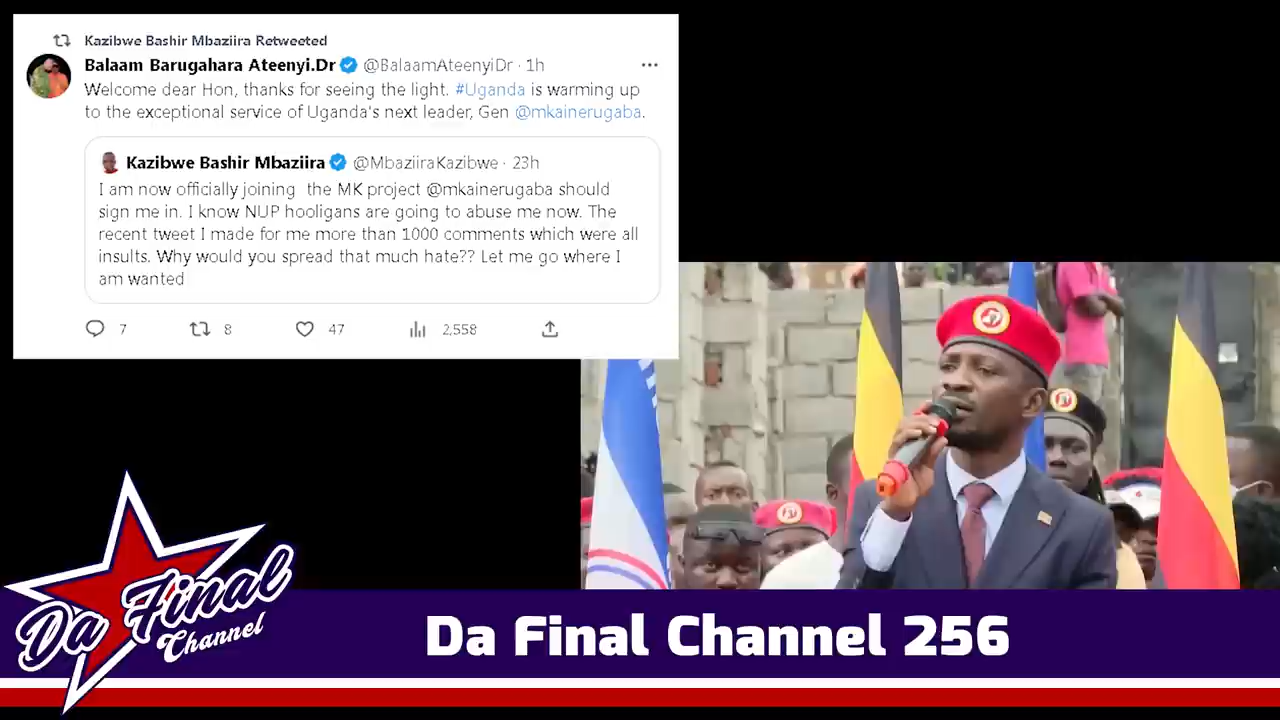 Kazibwe Bashir Mbaziira Retweeted
Balaam Barugahara Ateenyi.Dr @BalaamAteenyiDr · 1h
Welcome dear Hon, thanks for seeing the light. #Uganda is warming up
to the exceptional service of Uganda's next leader, Gen @mkainerugaba.
Kazibwe Bashir Mbaziira @MbaziiraKazibwe · 23h
I am now officially joining the MK project @mkainerugaba should
sign me in. I know NUP hooligans are going to abuse me now. The
recent tweet I made for me more than 1000 comments which were all
insults. Why would you spread that much hate?? Let me go where I
am wanted
7 8 47 2,558
Da Final
Channel
Da Final Channel 256